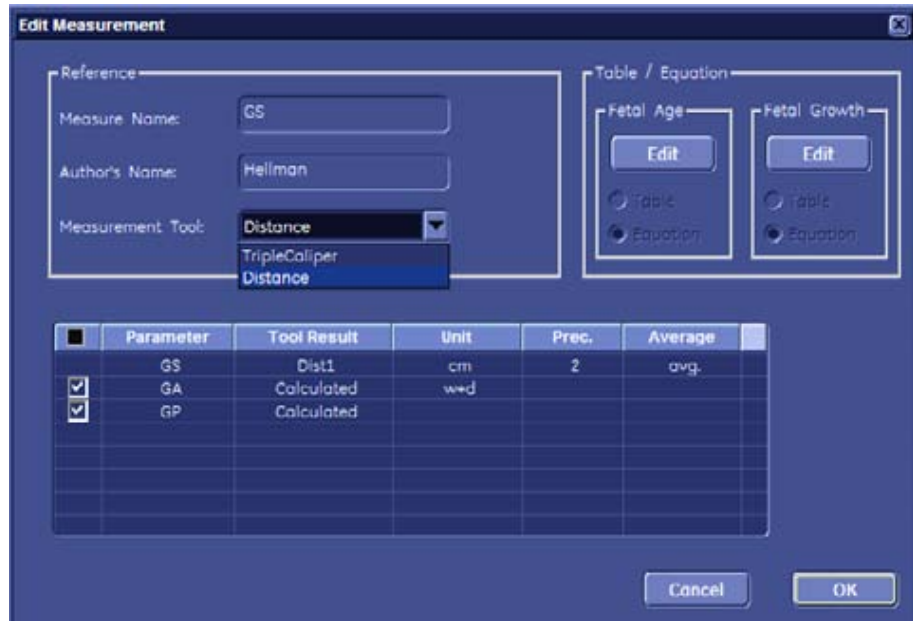 Edit Measurement
Reference
Measure Name: GS
Author's Name: Hellman
Measurement Tool: Distance
TripleCaliper
Distance
Table / Equation
Fetal Age
Edit
Table
Equation
Fetal Growth
Edit
Table
Equation
Parameter Tool Result Unit Prec. Average
GS Dist1 cm 2 avg.
GA Calculated w+d
GP Calculated
Cancel OK